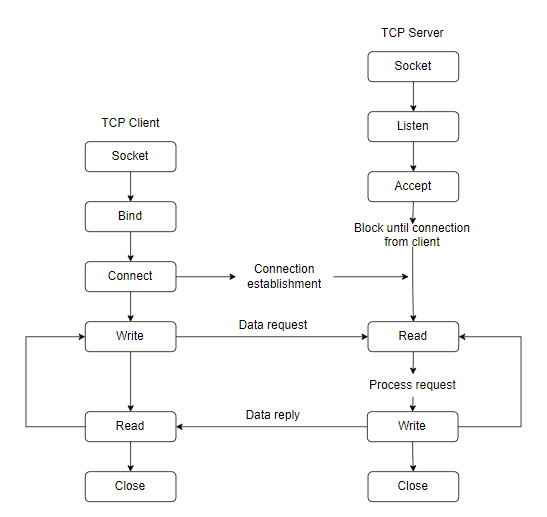 TCP Server
Socket
Listen
TCP Client
Socket
Accept
Bind
Block until connection
from client
Connect
Connection
establishment
Write
Data request
Read
Process request
Read
Data reply
Write
Close
Close